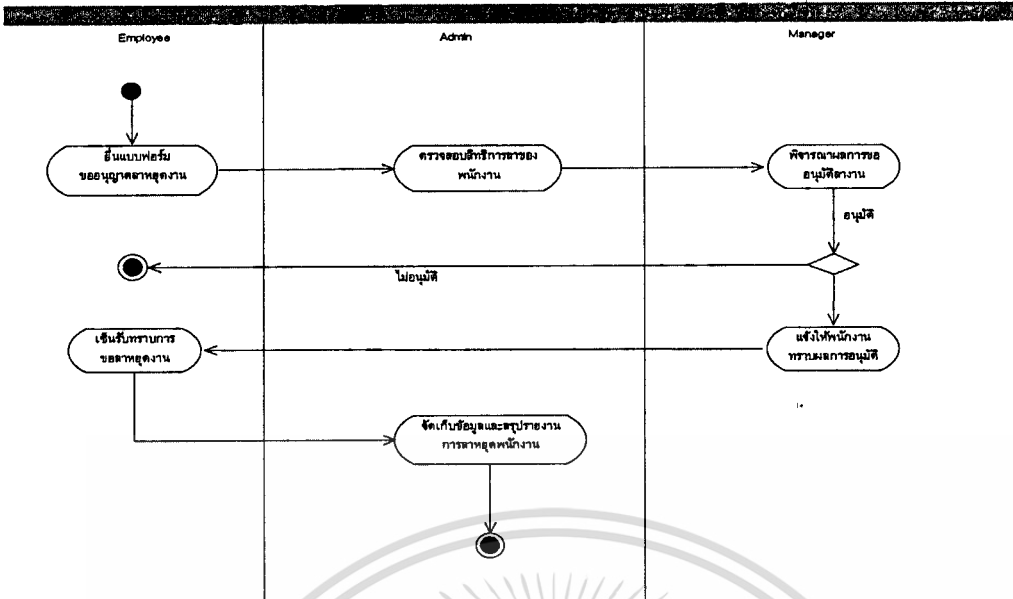 Employee
Admin
Manager
ยื่นแบบฟอร์ม
ขออนุญาตลาหยุดงาน
ตรวจสอบสิทธิการลาของ
พนักงาน
พิจารณาผลการขอ
อนุมัติลางาน
อนุมัติ
ไม่อนุมัติ
เซ็นรับทราบการ
ขอลาหยุดงาน
แจ้งให้พนักงาน
ทราบผลการอนุมัติ
จัดเก็บข้อมูลและสรุปรายงาน
การลาหยุดพนักงาน